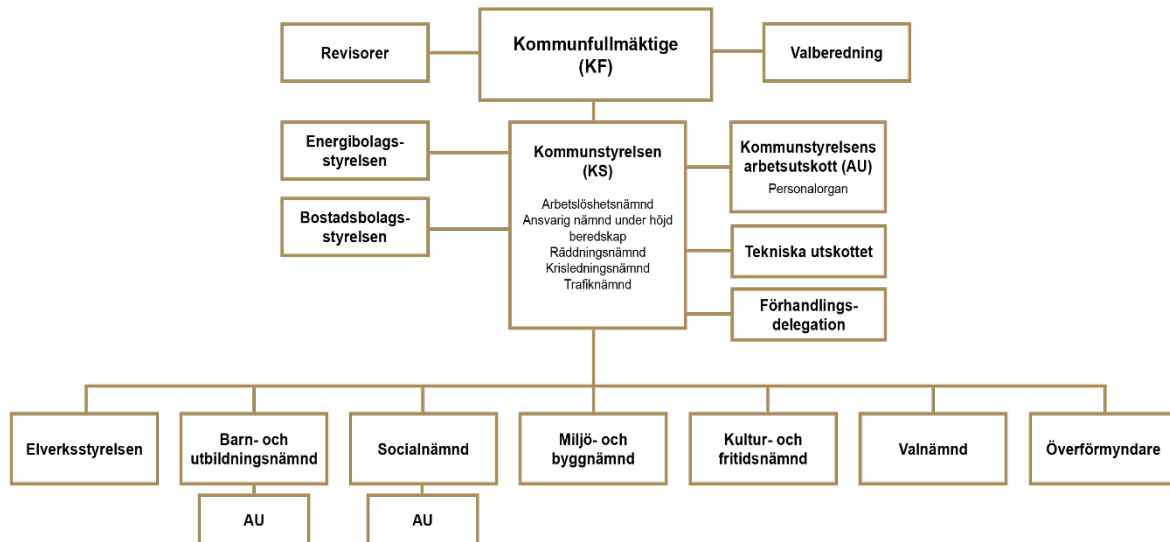 Revisorer
Kommunfullmäktige
(KF)
Valberedning
Energibolags-
styrelsen
Bostadsbolags-
styrelsen
Kommunstyrelsen
(KS)
Arbetslöshetsnämnd
Ansvarig nämnd under höjd
beredskap
Räddningsnämnd
Krisledningsnämnd
Trafiknämnd
Kommunstyrelsens
arbetsutskott (AU)
Personalorgan
Tekniska utskottet
Förhandlings-
delegation
Elverksstyrelsen
Barn- och
utbildningsnämnd
Socialnämnd
Miljö- och
byggnämnd
Kultur- och
fritidsnämnd
Valnämnd
Överförmyndare
AU
AU